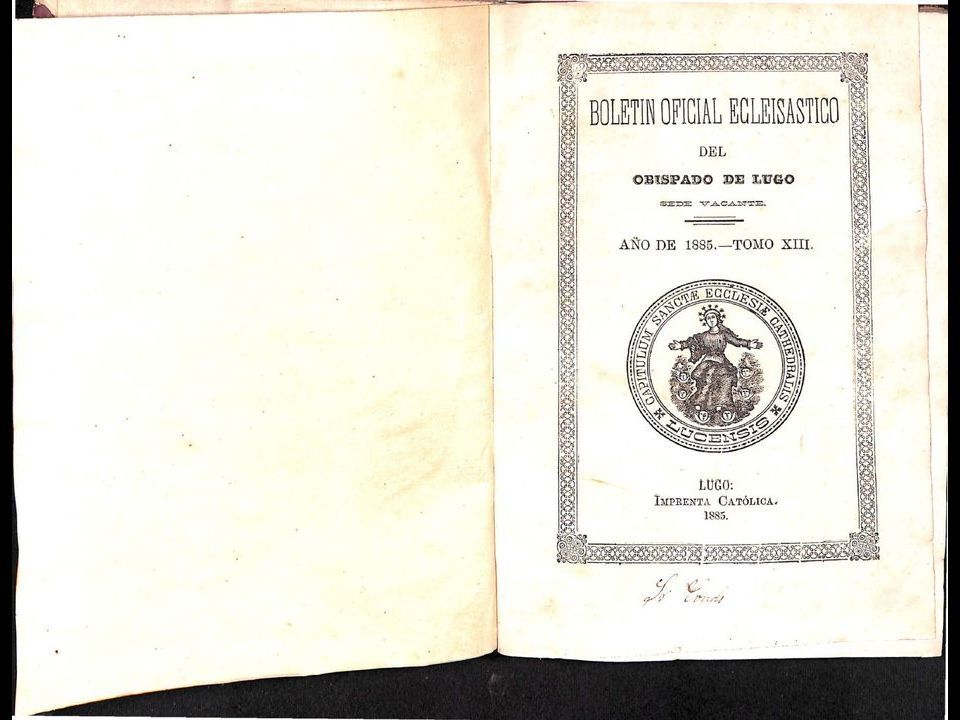 BOLETIN OFICIAL ECLEISASTICO
DEL
OBISPADO DE LUGO
SEDE VACANTE.
AÑO DE 1885.—TOMO XIII.
CAPITULUM SANCTÆ ECCLESIÆ CATHEDRALIS
LUCENSIS
LUGO:
IMPRENTA CATÓLICA.
1885.